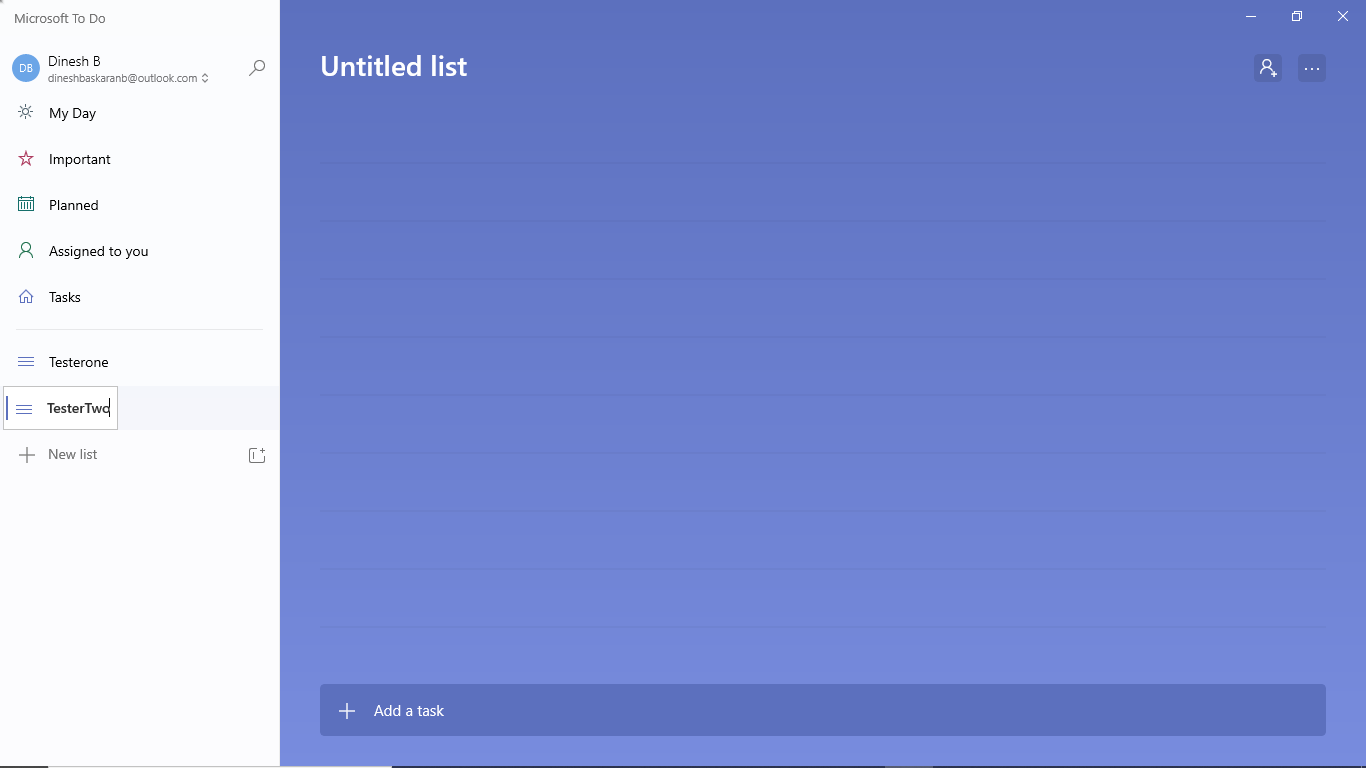 Microsoft To Do
DB
Dinesh B
dineshbaskaranb@outlook.com
My Day
Important
Planned
Assigned to you
Tasks
Testerone
TesterTwo
New list
Untitled list
Add a task